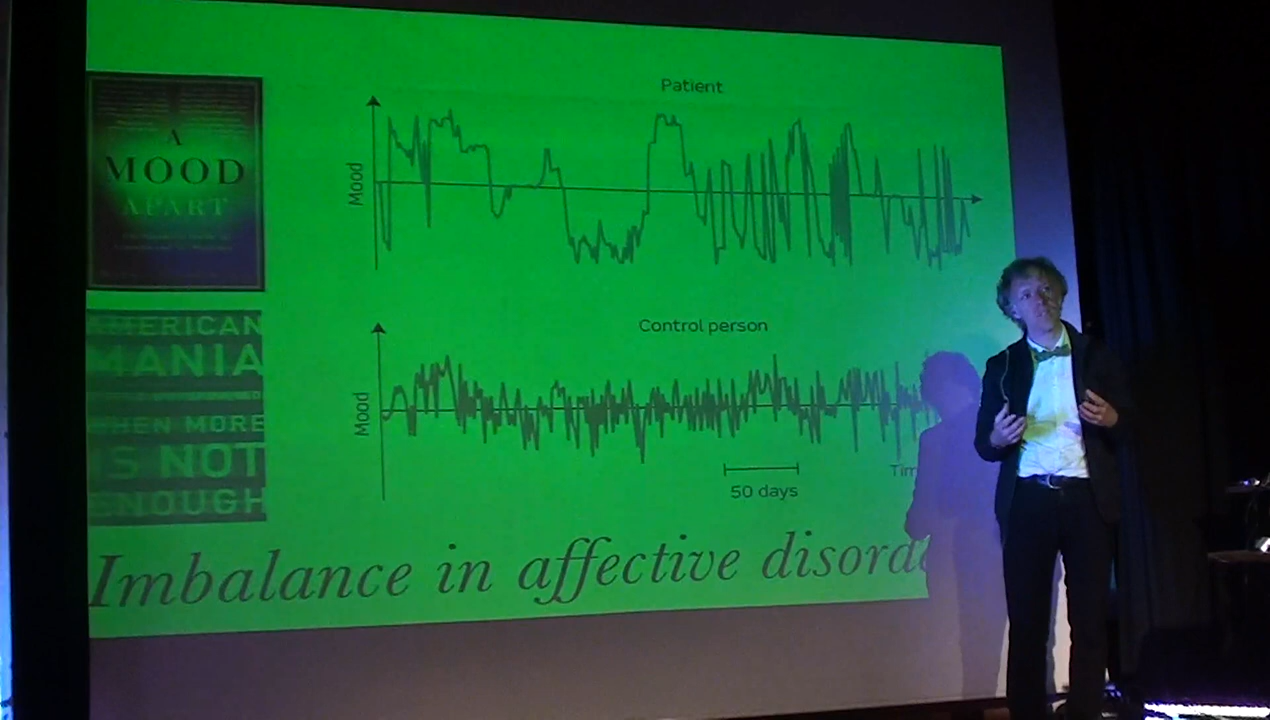 Patient
Mood
A
MOOD
APART
AMERICAN
MANIA
WHEN MORE
IS NOT
ENOUGH
Control person
Mood
Tim
50 days
Imbalance in affective disord